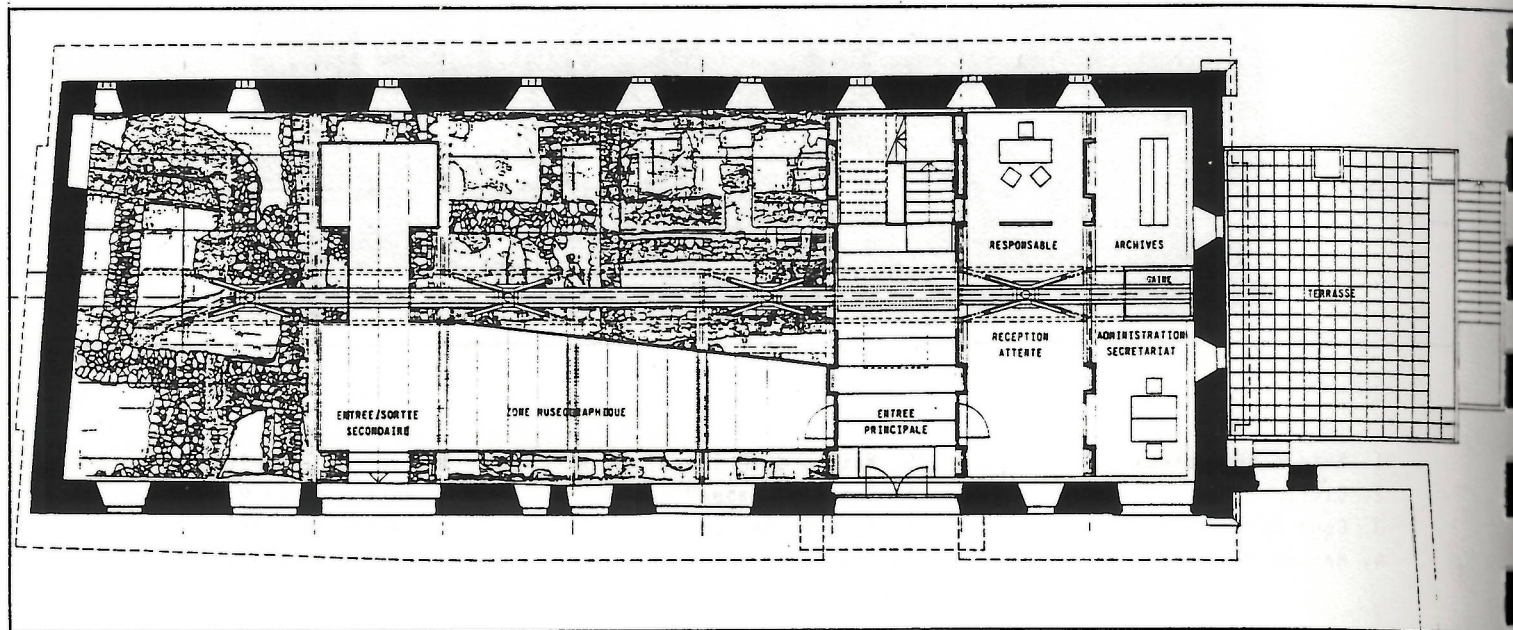 RESPONSABLE
ARCHIVES
GAINE
TERRASSE
RECEPTION
ATTENTE
ADMINISTRATION
SECRETARIAT
ENTREE/SORTIE
SECONDAIRE
ZONE MUSEOGRAPHIQUE
ENTREE
PRINCIPALE